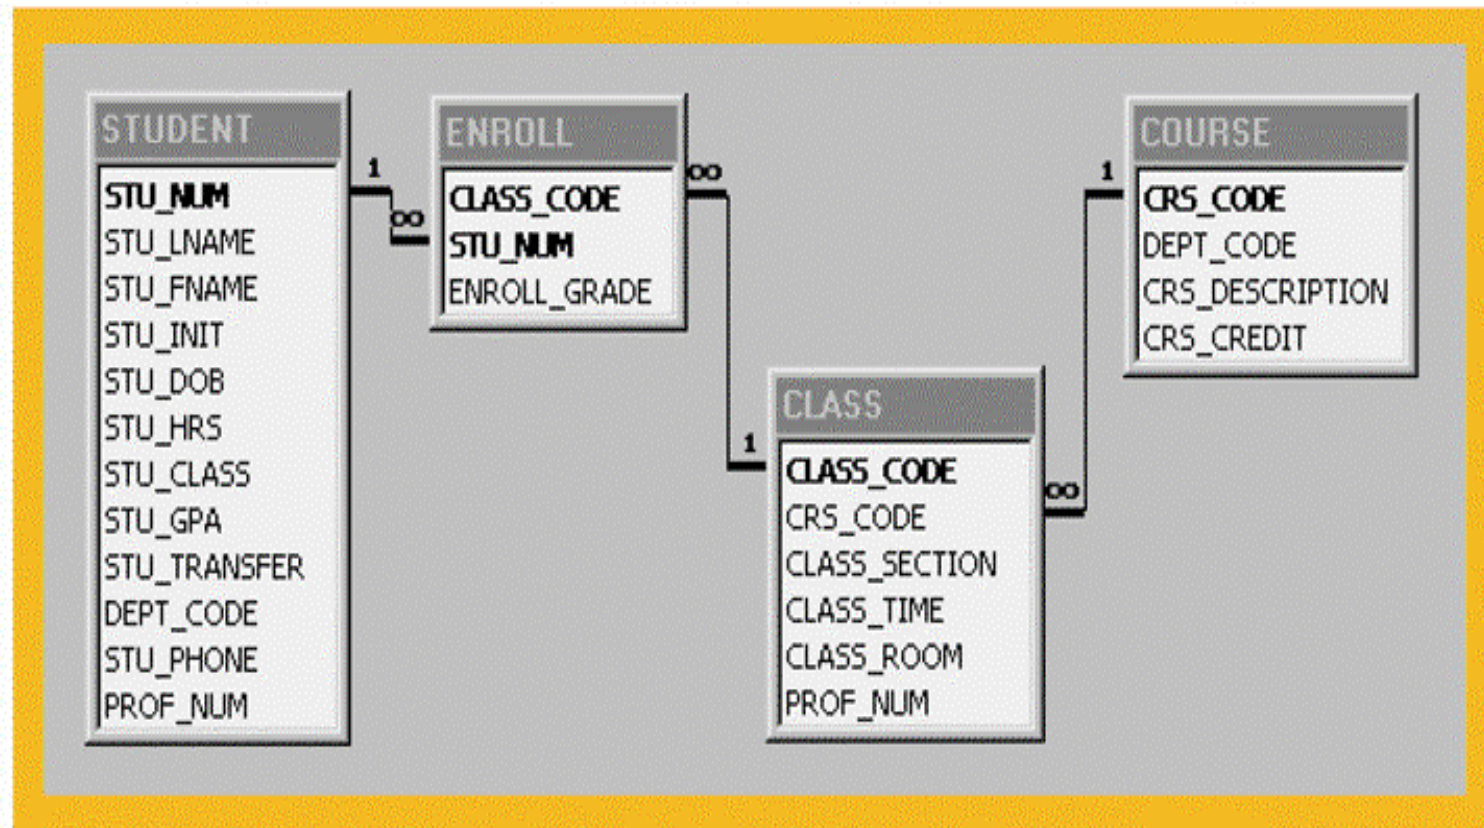 STUDENT
STU_NUM
STU_LNAME
STU_FNAME
STU_INIT
STU_DOB
STU_HRS
STU_CLASS
STU_GPA
STU_TRANSFER
DEPT_CODE
STU_PHONE
PROF_NUM
1
∞
ENROLL
CLASS_CODE
STU_NUM
ENROLL_GRADE
∞
1
CLASS
CLASS_CODE
CRS_CODE
CLASS_SECTION
CLASS_TIME
CLASS_ROOM
PROF_NUM
∞
1
COURSE
CRS_CODE
DEPT_CODE
CRS_DESCRIPTION
CRS_CREDIT